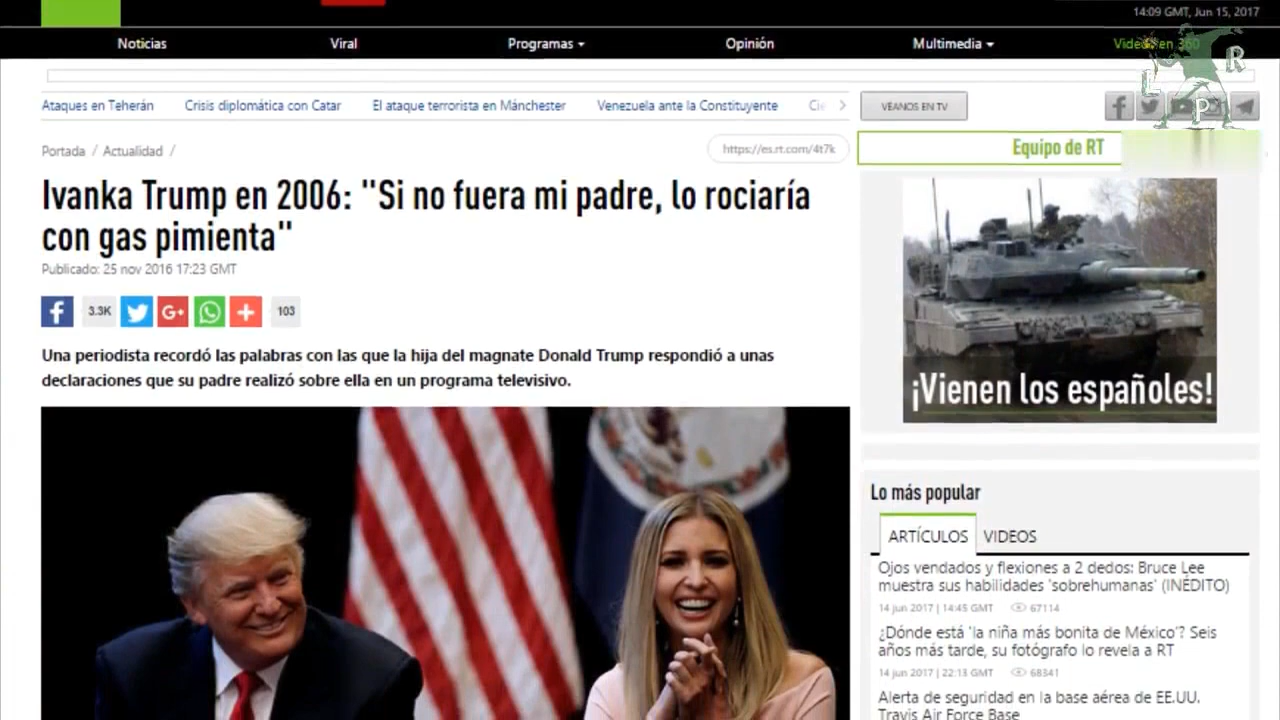 14:09 GMT, Jun 15, 2017
Noticias Viral Programas Opinión Multimedia Videos en 360
L R P
Ataques en Teherán Crisis diplomática con Catar El ataque terrorista en Mánchester Venezuela ante la Constituyente Cie
VÉANOS EN TV
Portada / Actualidad /
https://es.rt.com/4t7k
Equipo de RT
Ivanka Trump en 2006: "Si no fuera mi padre, lo rociaría
con gas pimienta"
Publicado: 25 nov 2016 17:23 GMT
3.3K G+ 103
Una periodista recordó las palabras con las que la hija del magnate Donald Trump respondió a unas
declaraciones que su padre realizó sobre ella en un programa televisivo.
¡Vienen los españoles!
Lo más popular
ARTÍCULOS VIDEOS
Ojos vendados y flexiones a 2 dedos: Bruce Lee
muestra sus habilidades 'sobrehumanas' (INÉDITO)
14 jun 2017 | 14:45 GMT 67114
¿Dónde está 'la niña más bonita de México'? Seis
años más tarde, su fotógrafo lo revela a RT
14 jun 2017 | 22:13 GMT 68341
Alerta de seguridad en la base aérea de EE.UU.
Travis Air Force Base